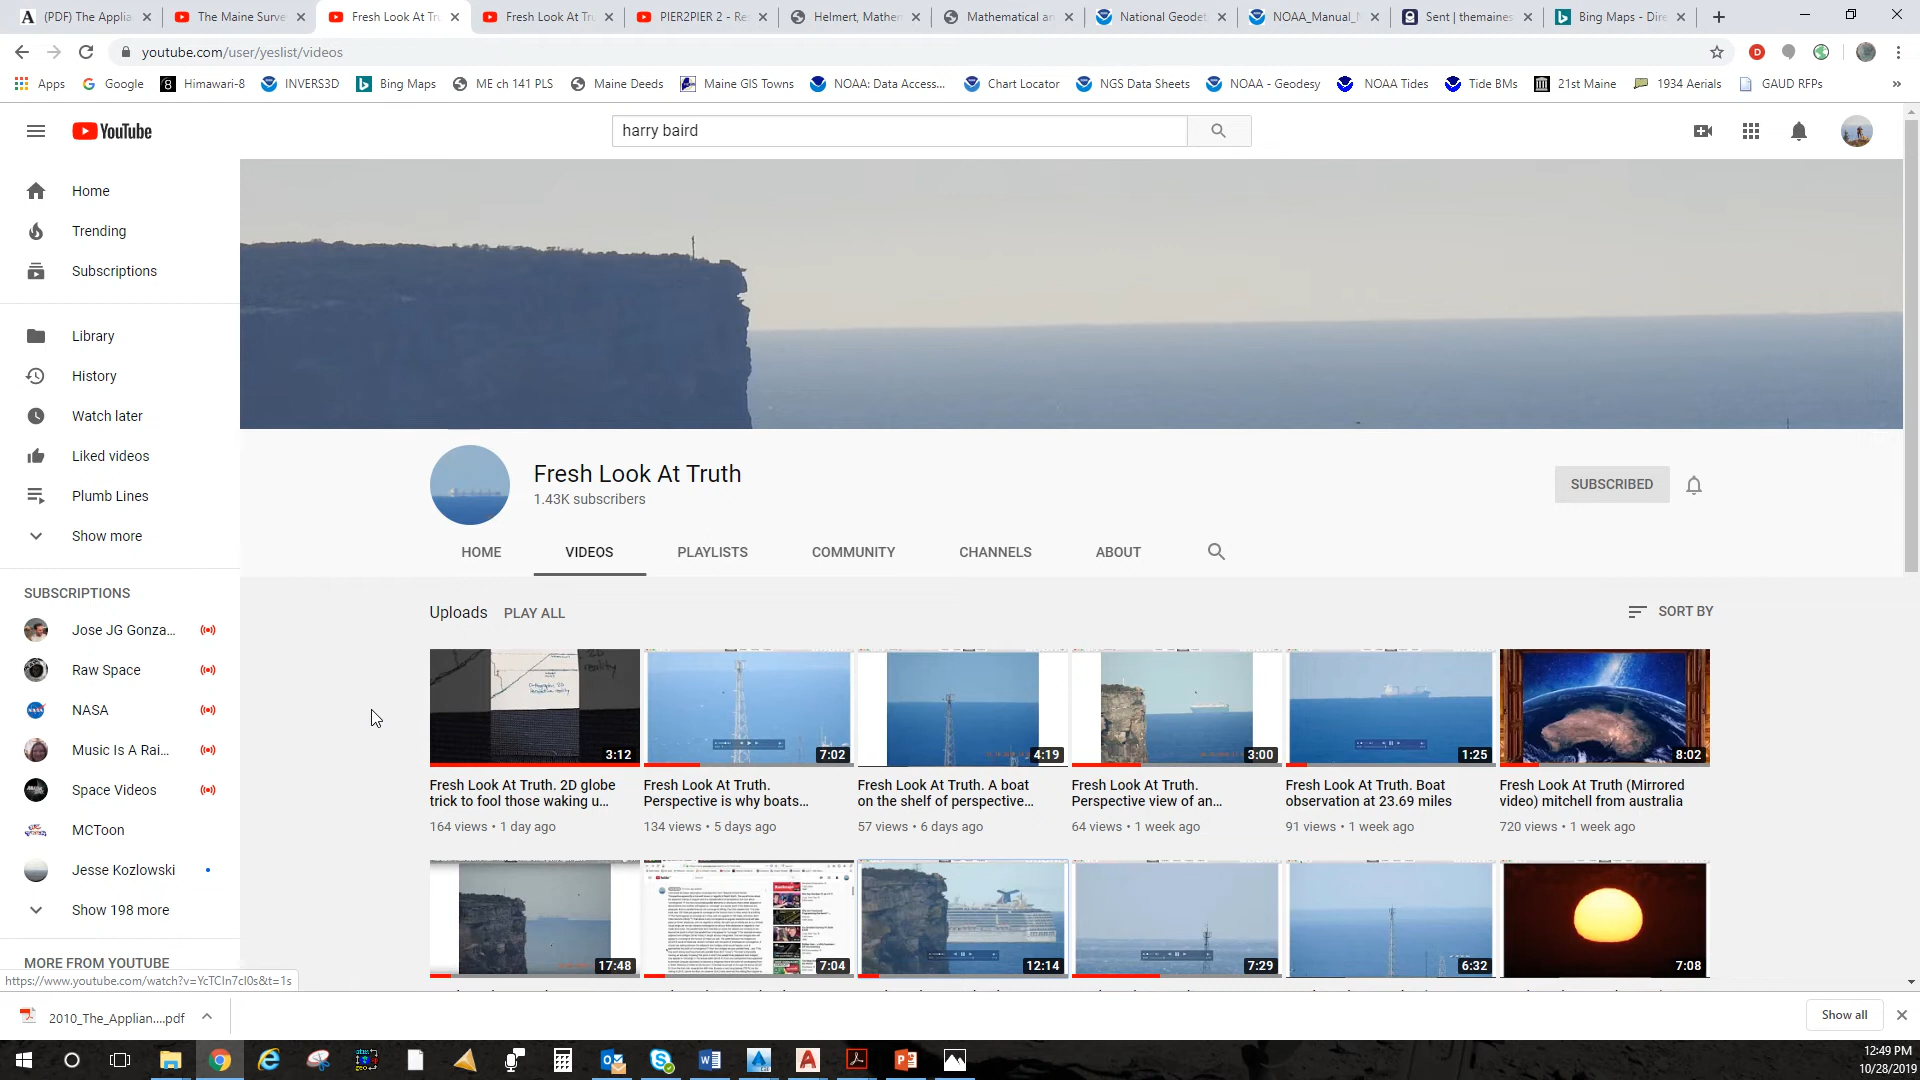 (PDF) The Applia
The Maine Surve
Fresh Look At Tru
Fresh Look At Tru
PIER2PIER 2 - Re
Helmert, Mathem
Mathematical an
National Geodet
NOAA_Manual_N
Sent | themaines
Bing Maps - Dire
youtube.com/user/yeslist/videos
Apps
Google
Himawari-8
INVERS3D
Bing Maps
ME ch 141 PLS
Maine Deeds
Maine GIS Towns
NOAA: Data Access...
Chart Locator
NGS Data Sheets
NOAA - Geodesy
NOAA Tides
Tide BMs
21st Maine
1934 Aerials
GAUD RFPs
YouTube
harry baird
Home
Trending
Subscriptions
Library
History
Watch later
Liked videos
Plumb Lines
Show more
SUBSCRIPTIONS
Jose JG Gonza...
Raw Space
NASA
Music Is A Rai...
Space Videos
MCToon
Jesse Kozlowski
Show 198 more
MORE FROM YOUTUBE
Fresh Look At Truth
1.43K subscribers
SUBSCRIBED
HOME
VIDEOS
PLAYLISTS
COMMUNITY
CHANNELS
ABOUT
Uploads
PLAY ALL
SORT BY
3:12
Fresh Look At Truth. 2D globe
trick to fool those waking u...
164 views • 1 day ago
7:02
Fresh Look At Truth.
Perspective is why boats...
134 views • 5 days ago
4:19
Fresh Look At Truth. A boat
on the shelf of perspective...
57 views • 6 days ago
3:00
Fresh Look At Truth.
Perspective view of an...
64 views • 1 week ago
1:25
Fresh Look At Truth. Boat
observation at 23.69 miles
91 views • 1 week ago
8:02
Fresh Look At Truth (Mirrored
video) mitchell from australia
720 views • 1 week ago
17:48
7:04
12:14
7:29
6:32
7:08
https://www.youtube.com/watch?v=YcTCIn7cI0s&t=1s
2010_The_Applian....pdf
Show all
12:49 PM
10/28/2019